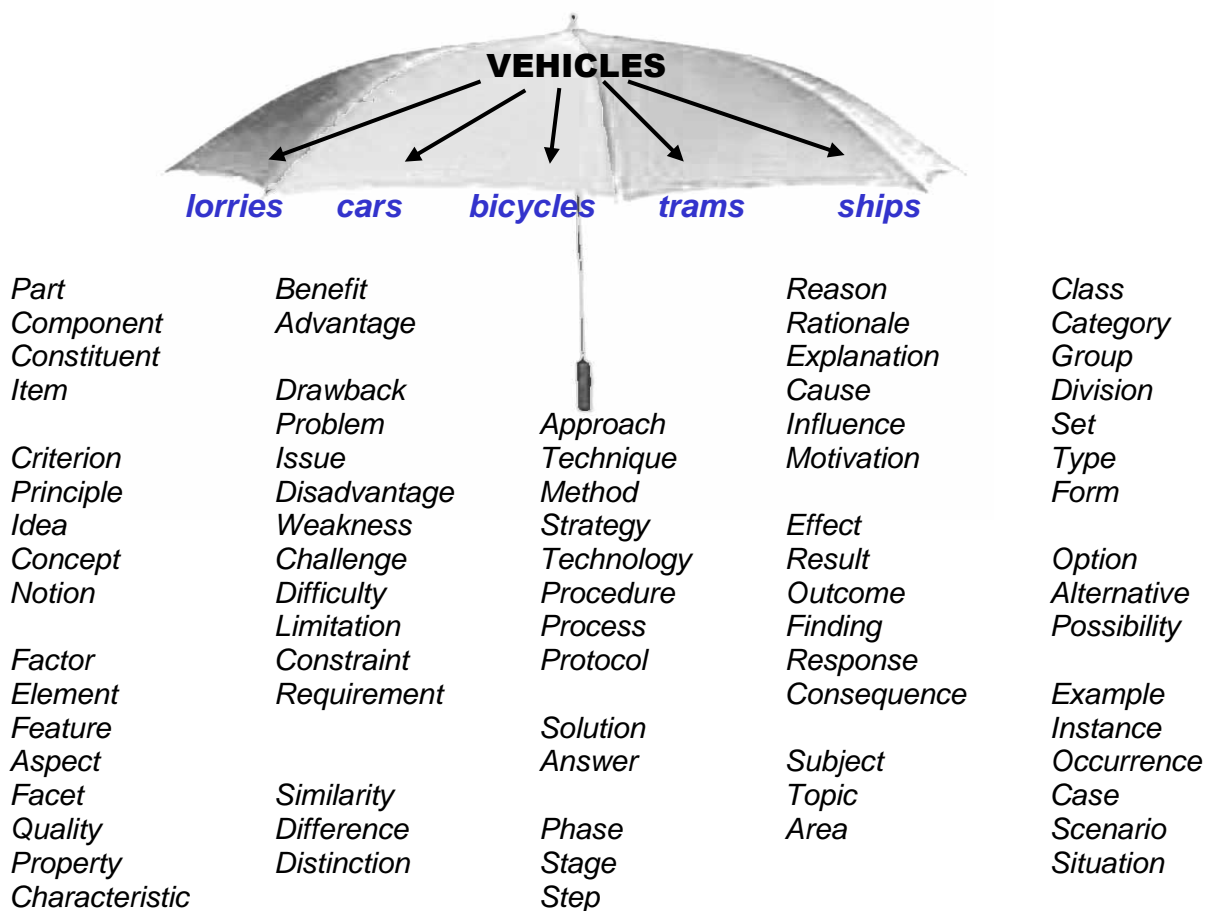 VEHICLES
lorries cars bicycles trams ships
Part Benefit Reason Class
Component Advantage Rationale Category
Constituent Explanation Group
Item Drawback Cause Division
Problem Approach Influence Set
Criterion Issue Technique Motivation Type
Principle Disadvantage Method Form
Idea Weakness Strategy Effect
Concept Challenge Technology Result Option
Notion Difficulty Procedure Outcome Alternative
Limitation Process Finding Possibility
Factor Constraint Protocol Response
Element Requirement Consequence Example
Feature Solution Instance
Aspect Answer Subject Occurrence
Facet Similarity Topic Case
Quality Difference Phase Area Scenario
Property Distinction Stage Situation
Characteristic Step